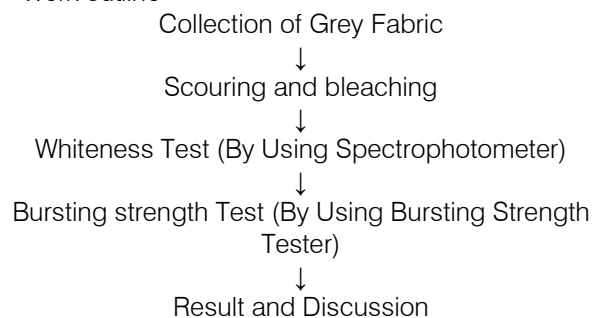 Collection of Grey Fabric
↓
Scouring and bleaching
↓
Whiteness Test (By Using Spectrophotometer)
↓
Bursting strength Test (By Using Bursting Strength
Tester)
↓
Result and Discussion